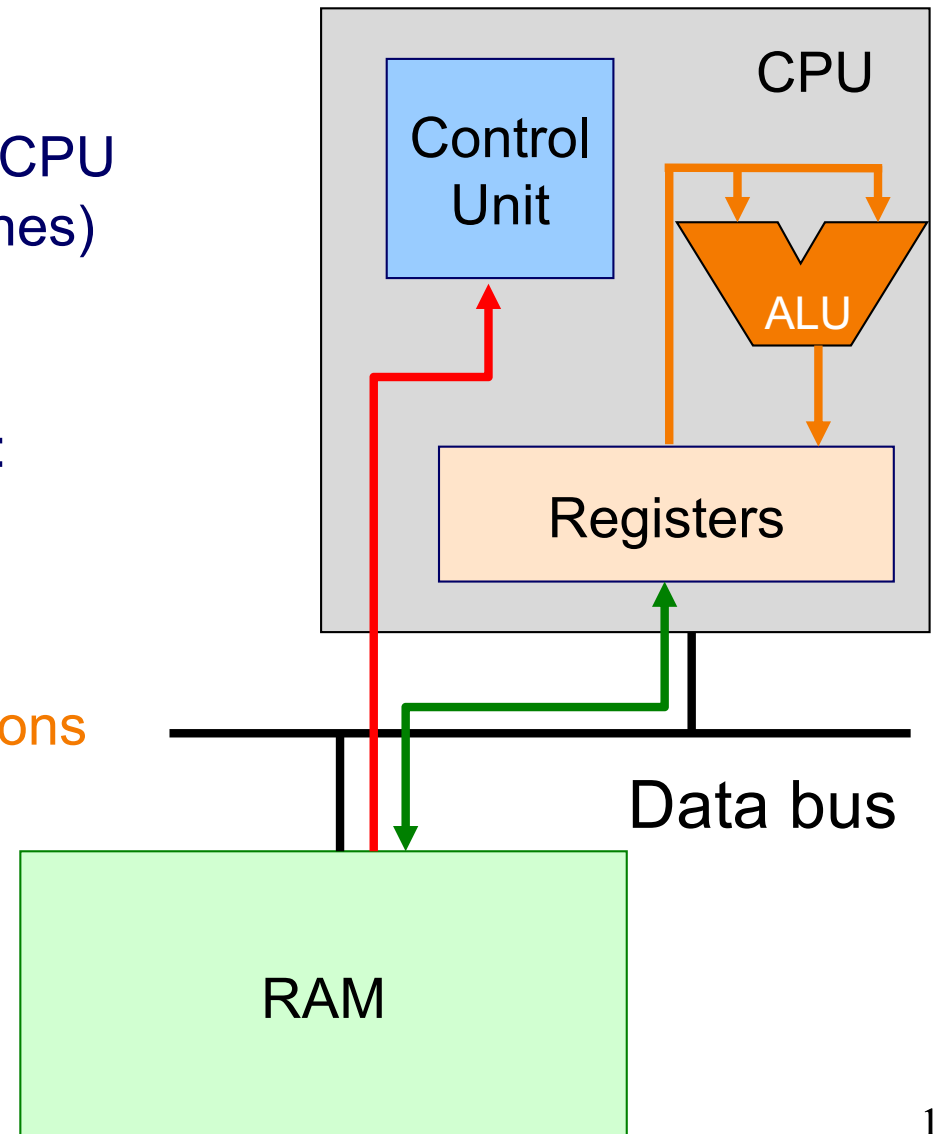 CPU
CPU
nes)
Control
Unit
ALU
:
Registers
ons
Data bus
RAM
1